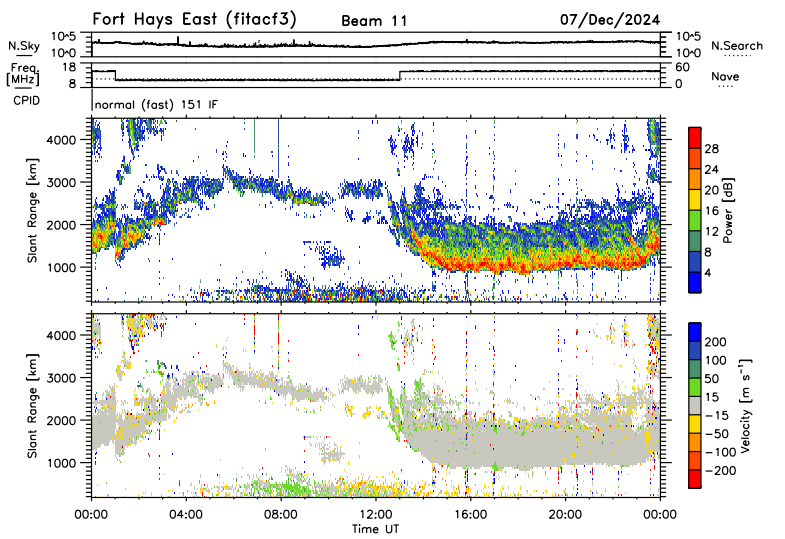 Fort Hays East (fitacf3) Beam 11 07/Dec/2024
N.Sky 10^5 10^0 10^5 10^0 N.Search
Freq. [MHz] 18 8 60 0 Nave
CPID normal (fast) 151 IF
Slant Range [km] 4000 3000 2000 1000
Power [dB] 28 24 20 16 12 8 4
Slant Range [km] 4000 3000 2000 1000
Velocity [m s⁻¹] 200 100 50 15 −15 −50 −100 −200
00:00 04:00 08:00 12:00 16:00 20:00 00:00
Time UT